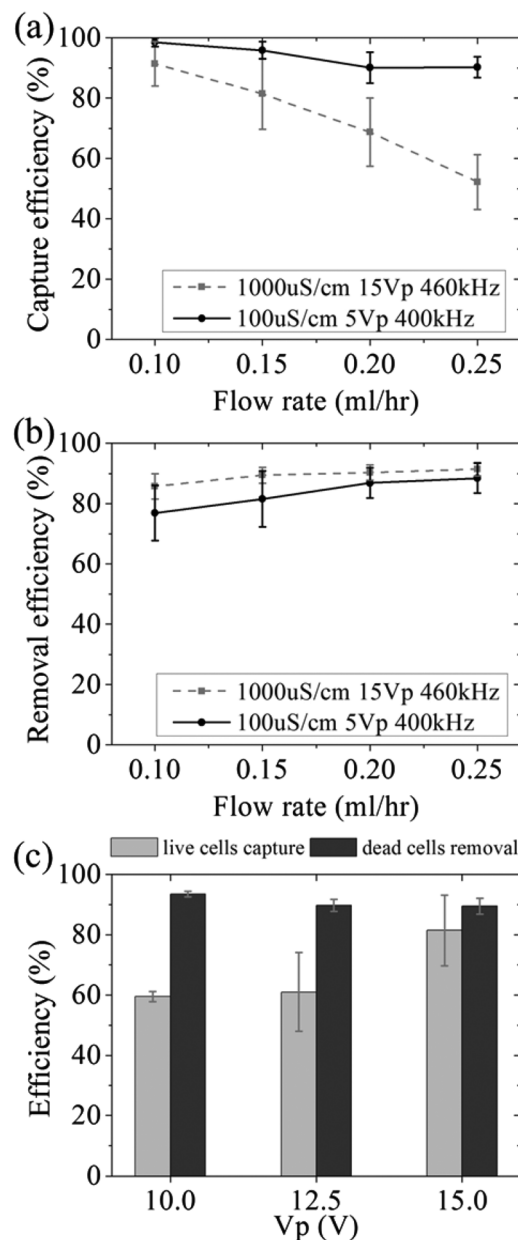 (a)
Capture efficiency (%)
100
80
60
40
20
0
1000uS/cm 15Vp 460kHz
100uS/cm 5Vp 400kHz
0.10 0.15 0.20 0.25
Flow rate (ml/hr)
(b)
Removal efficiency (%)
100
80
60
40
20
0
1000uS/cm 15Vp 460kHz
100uS/cm 5Vp 400kHz
0.10 0.15 0.20 0.25
Flow rate (ml/hr)
(c)
live cells capture dead cells removal
Efficiency (%)
100
80
60
40
20
0
10.0 12.5 15.0
Vp (V)